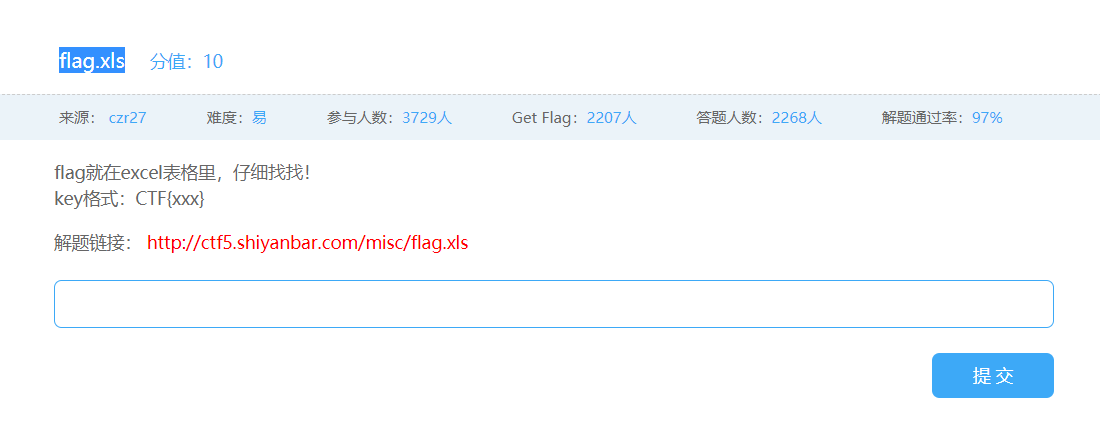 flag.xls 分值：10
来源： czr27 难度：易 参与人数：3729人 Get Flag：2207人 答题人数：2268人 解题通过率：97%
flag就在excel表格里，仔细找找！
key格式：CTF{xxx}
解题链接： http://ctf5.shiyanbar.com/misc/flag.xls
提交